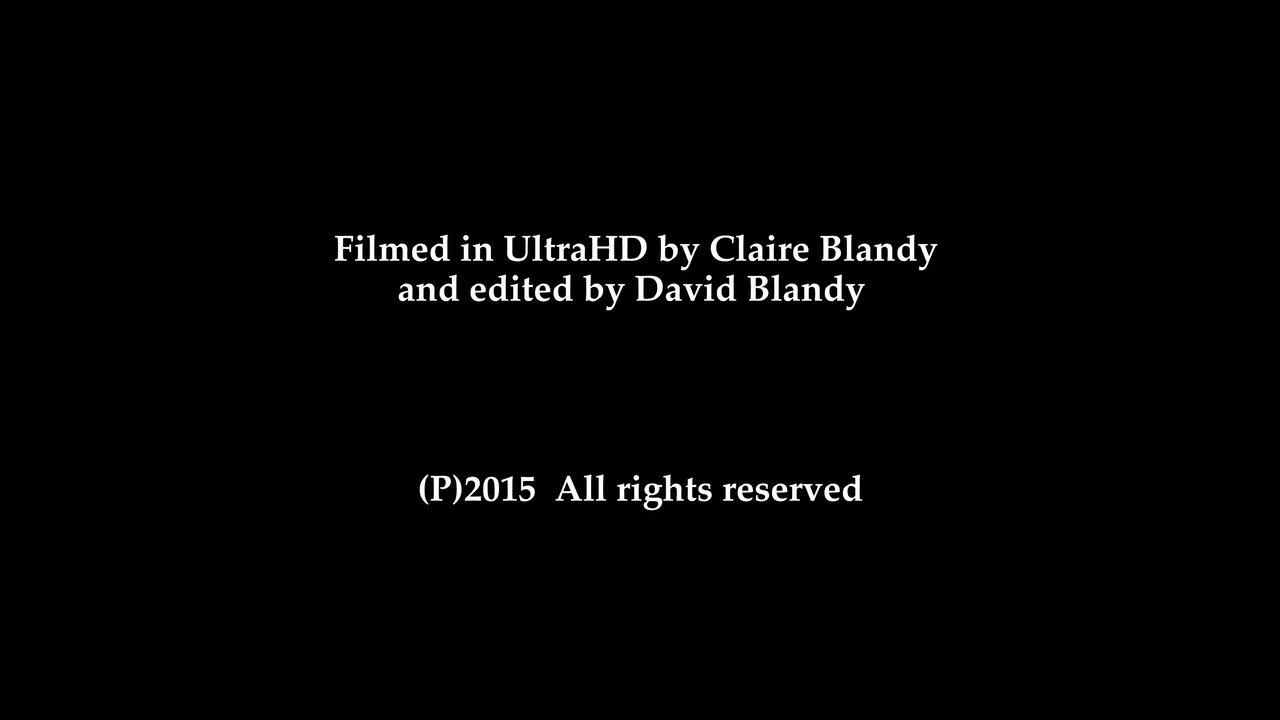 Filmed in UltraHD by Claire Blandy
and edited by David Blandy
(P)2015  All rights reserved